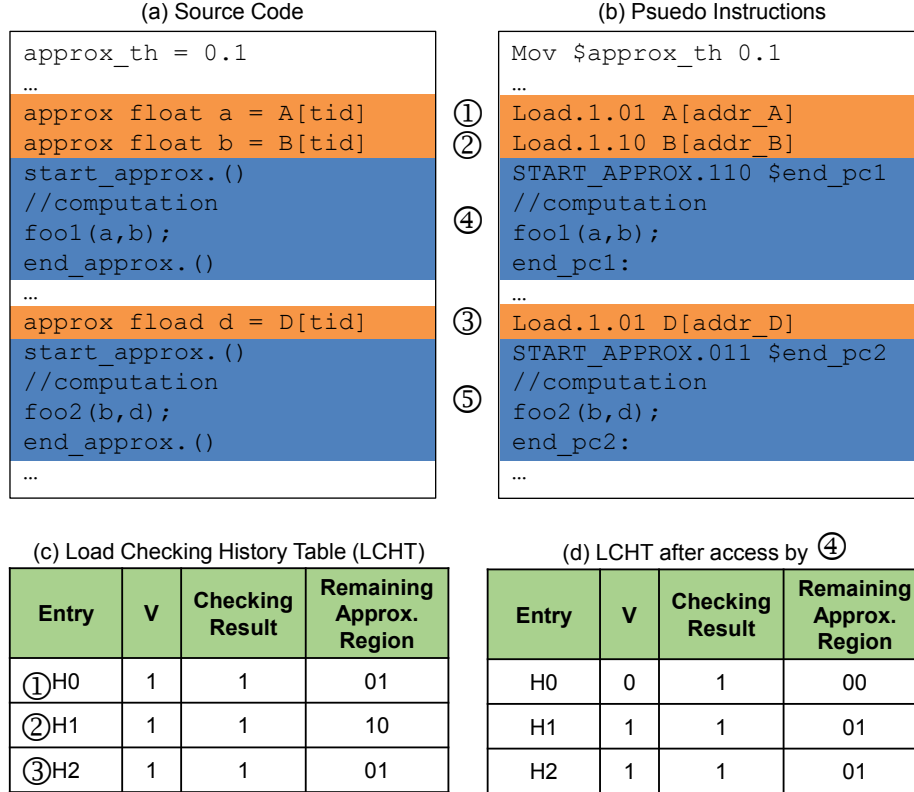 (a) Source Code
approx_th = 0.1
…
approx float a = A[tid]
approx float b = B[tid]
start_approx.()
//computation
foo1(a,b);
end_approx.()
…
approx fload d = D[tid]
start_approx.()
//computation
foo2(b,d);
end_approx.()
…
①
②
④
③
⑤
(b) Psuedo Instructions
Mov $approx_th 0.1
…
Load.1.01 A[addr_A]
Load.1.10 B[addr_B]
START_APPROX.110 $end_pc1
//computation
foo1(a,b);
end_pc1:
…
Load.1.01 D[addr_D]
START_APPROX.011 $end_pc2
//computation
foo2(b,d);
end_pc2:
…
(c) Load Checking History Table (LCHT)
Entry V Checking Result Remaining Approx. Region
①H0 1 1 01
②H1 1 1 10
③H2 1 1 01
(d) LCHT after access by ④
Entry V Checking Result Remaining Approx. Region
H0 0 1 00
H1 1 1 01
H2 1 1 01